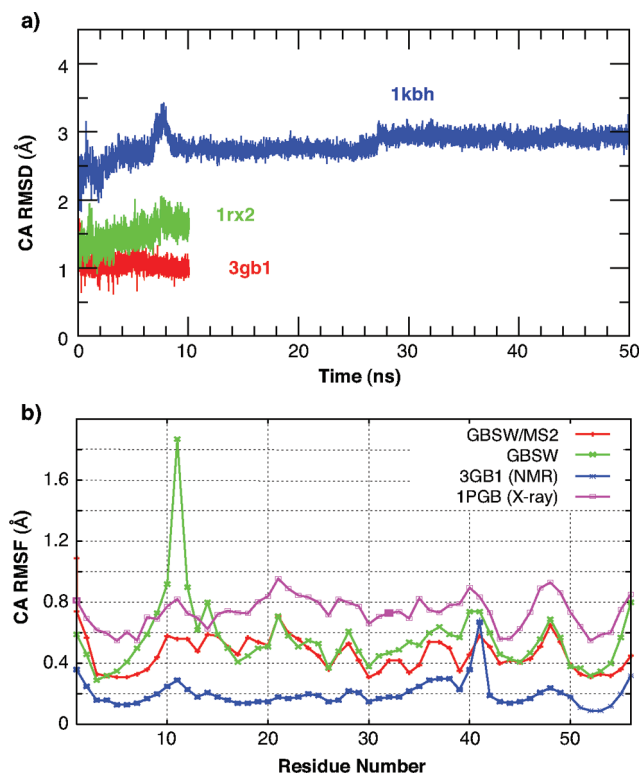 a)
4
3
2
1
0
CA RMSD (Å)
1kbh
1rx2
3gb1
0 10 20 30 40 50
Time (ns)
b)
1.6
1.2
0.8
0.4
0
CA RMSF (Å)
GBSW/MS2
GBSW
3GB1 (NMR)
1PGB (X-ray)
10 20 30 40 50
Residue Number